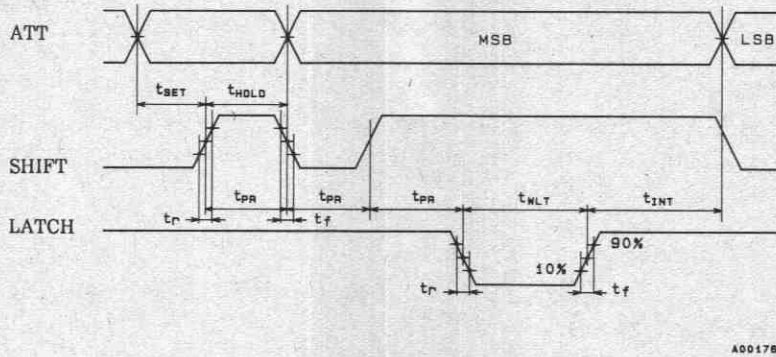 ATT
MSB
LSB
tSET
tHOLD
SHIFT
tPR
tPR
tPR
tWLT
tINT
tr
tf
LATCH
90%
10%
tr
tf
A00176